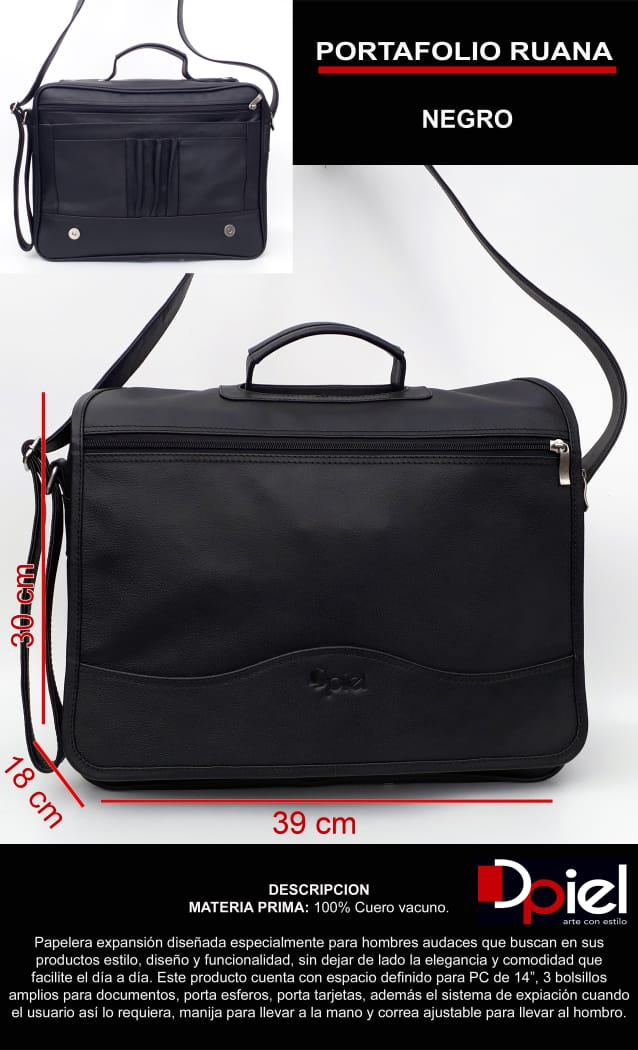 PORTAFOLIO RUANA
NEGRO
Dpiel
30 cm
18 cm
39 cm
Dpiel
arte con estilo
DESCRIPCION
MATERIA PRIMA: 100% Cuero vacuno.
Papelera expansión diseñada especialmente para hombres audaces que buscan en sus
productos estilo, diseño y funcionalidad, sin dejar de lado la elegancia y comodidad que
facilite el día a día. Este producto cuenta con espacio definido para PC de 14”, 3 bolsillos
amplios para documentos, porta esferos, porta tarjetas, además el sistema de expiación cuando
el usuario así lo requiera, manija para llevar a la mano y correa ajustable para llevar al hombro.